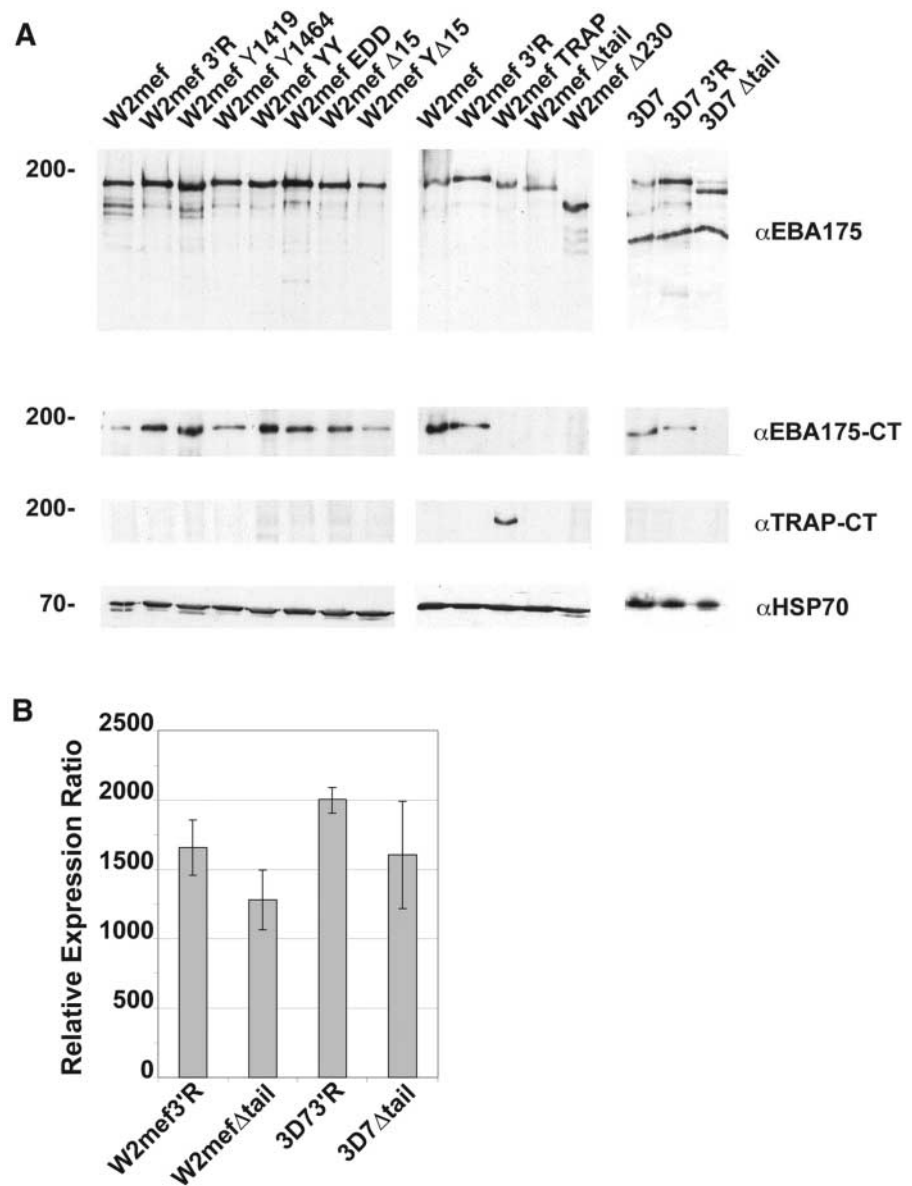 A
W2mef
W2mef 3'R
W2mef Y1419
W2mef Y1464
W2mef YY
W2mef EDD
W2mef Δ15
W2mef YΔ15
W2mef
W2mef 3'R
W2mef TRAP
W2mef Δtail
W2mef Δ230
3D7
3D7 3'R
3D7 Δtail
200-
αEBA175
200-
αEBA175-CT
200-
αTRAP-CT
70-
αHSP70
B
Relative Expression Ratio
2500
2000
1500
1000
500
0
W2mef3'R
W2mefΔtail
3D73'R
3D7Δtail